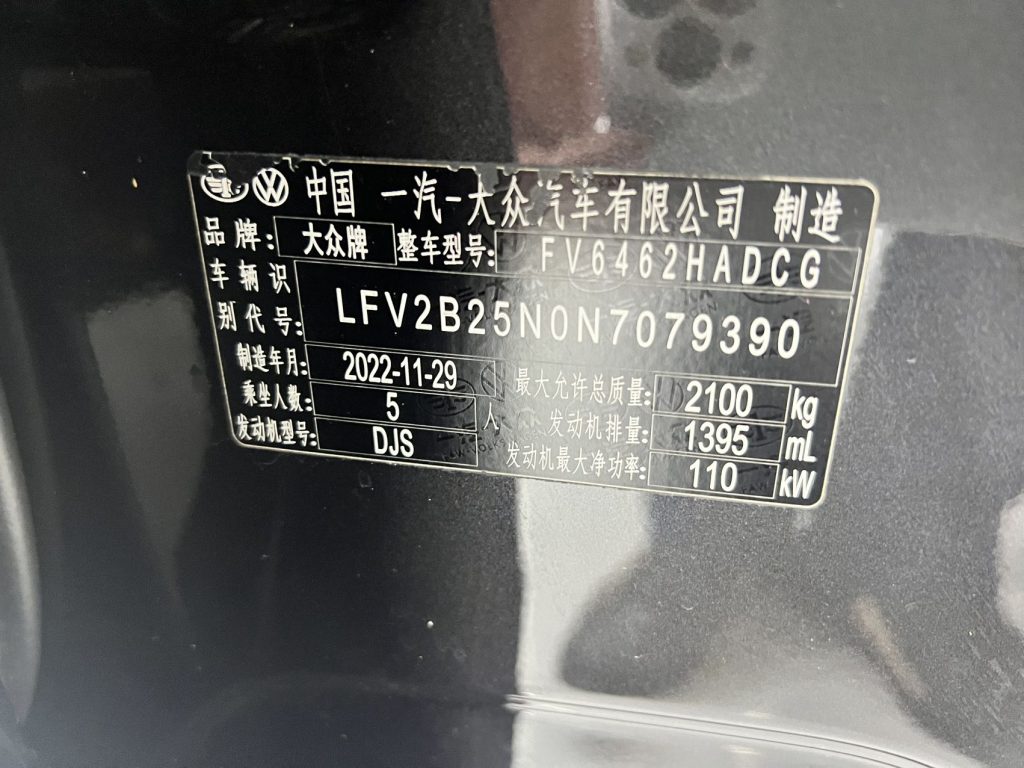 中国 一汽-大众汽车有限公司 制造
品牌: 大众牌 整车型号: FV6462HADCG
车辆识别代号: LFV2B25N0N7079390
制造年月: 2022-11-29 最大允许总质量: 2100 kg
乘坐人数: 5 人 发动机排量: 1395 mL
发动机型号: DJS 发动机最大净功率: 110 kW